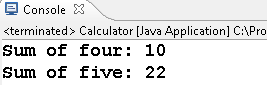 Console
<terminated> Calculator [Java Application] C:\Pro
Sum of four: 10
Sum of five: 22